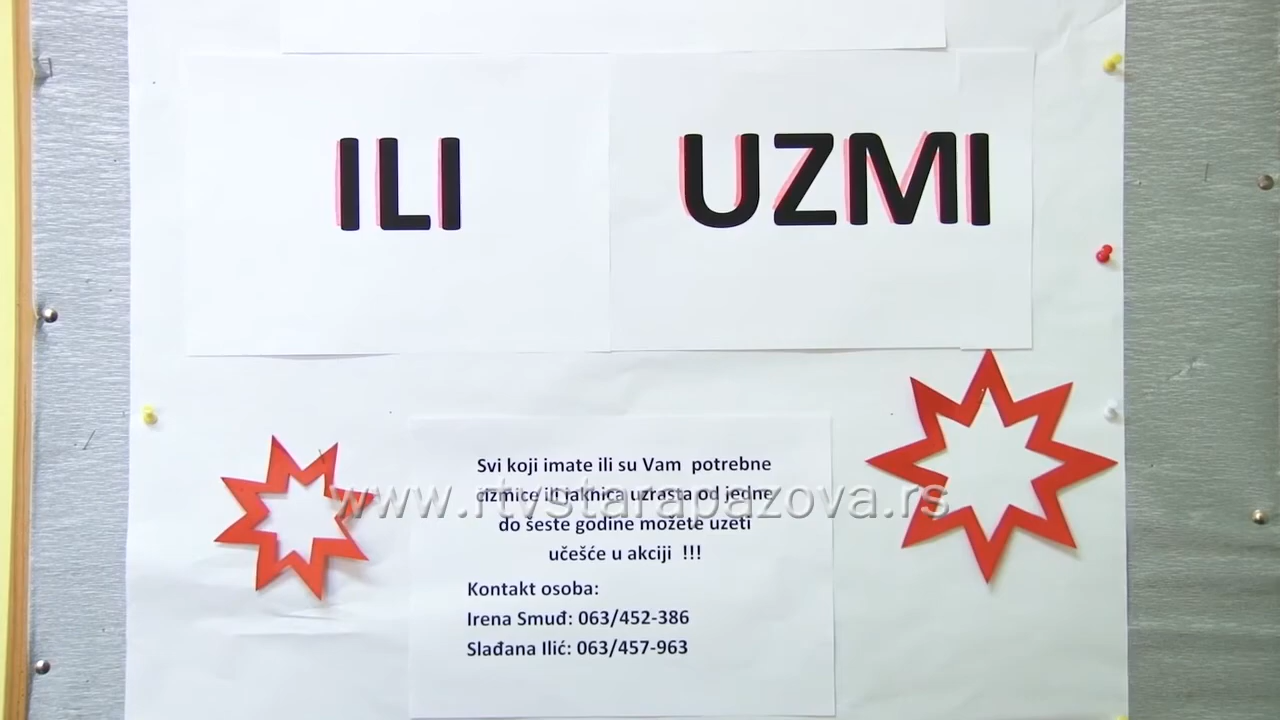 ILI UZMI
Svi koji imate ili su Vam potrebne
čizmice ili jaknica uzrasta od jedne
do šeste godine možete uzeti
učešće u akciji !!!
Kontakt osoba:
Irena Smuđ: 063/452-386
Slađana Ilić: 063/457-963
www.rtvstarapazova.rs